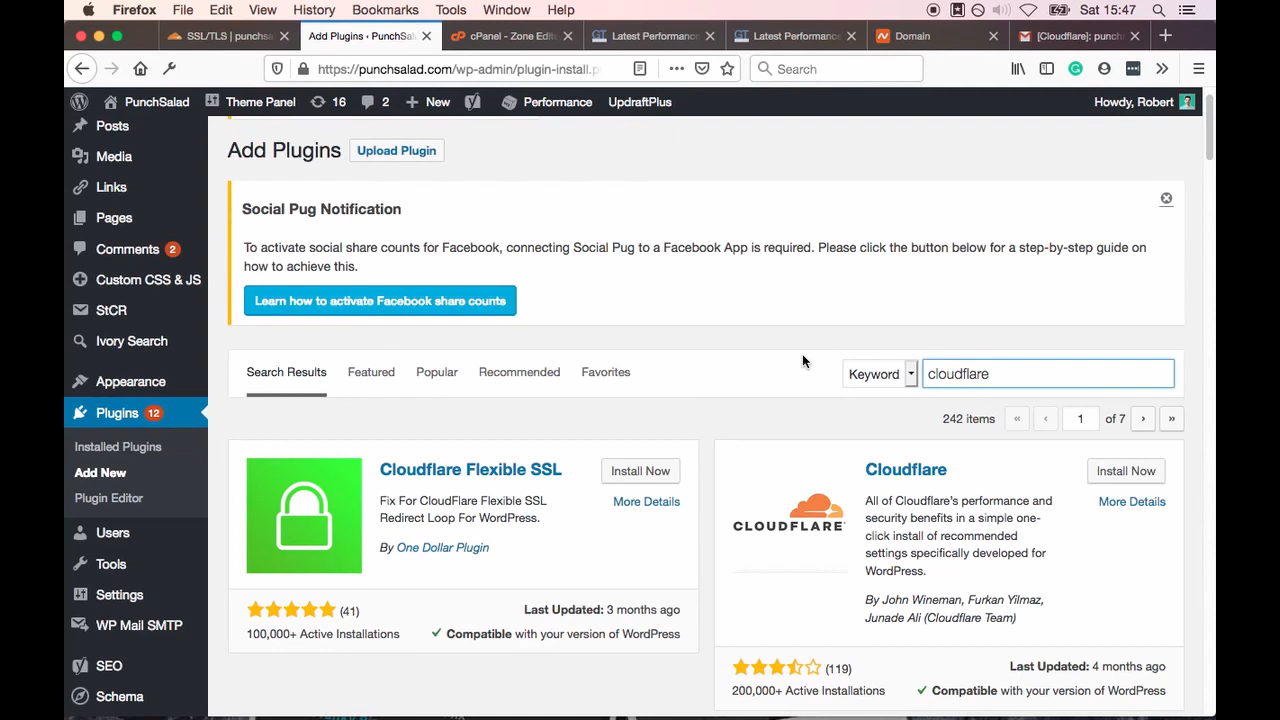 Firefox File Edit View History Bookmarks Tools Window Help Sat 15:47
SSL/TLS | punchsa Add Plugins ‹ PunchSala cPanel - Zone Edit Latest Performance Latest Performance Domain [Cloudflare]: punch
https://punchsalad.com/wp-admin/plugin-install.p Search
PunchSalad Theme Panel 16 2 New Performance UpdraftPlus Howdy, Robert
Posts
Media
Links
Pages
Comments 2
Custom CSS & JS
StCR
Ivory Search
Appearance
Plugins 12
Installed Plugins
Add New
Plugin Editor
Users
Tools
Settings
WP Mail SMTP
SEO
Schema
Add Plugins Upload Plugin
Social Pug Notification
To activate social share counts for Facebook, connecting Social Pug to a Facebook App is required. Please click the button below for a step-by-step guide on
how to achieve this.
Learn how to activate Facebook share counts
Search Results Featured Popular Recommended Favorites Keyword cloudflare
242 items « ‹ 1 of 7 › »
Cloudflare Flexible SSL Install Now
Fix For CloudFlare Flexible SSL More Details
Redirect Loop For WordPress.
By One Dollar Plugin
(41) Last Updated: 3 months ago
100,000+ Active Installations Compatible with your version of WordPress
CLOUDFLARE
Cloudflare Install Now
All of Cloudflare's performance and More Details
security benefits in a simple one-
click install of recommended
settings specifically developed for
WordPress.
By John Wineman, Furkan Yilmaz,
Junade Ali (Cloudflare Team)
(119) Last Updated: 4 months ago
200,000+ Active Installations Compatible with your version of WordPress